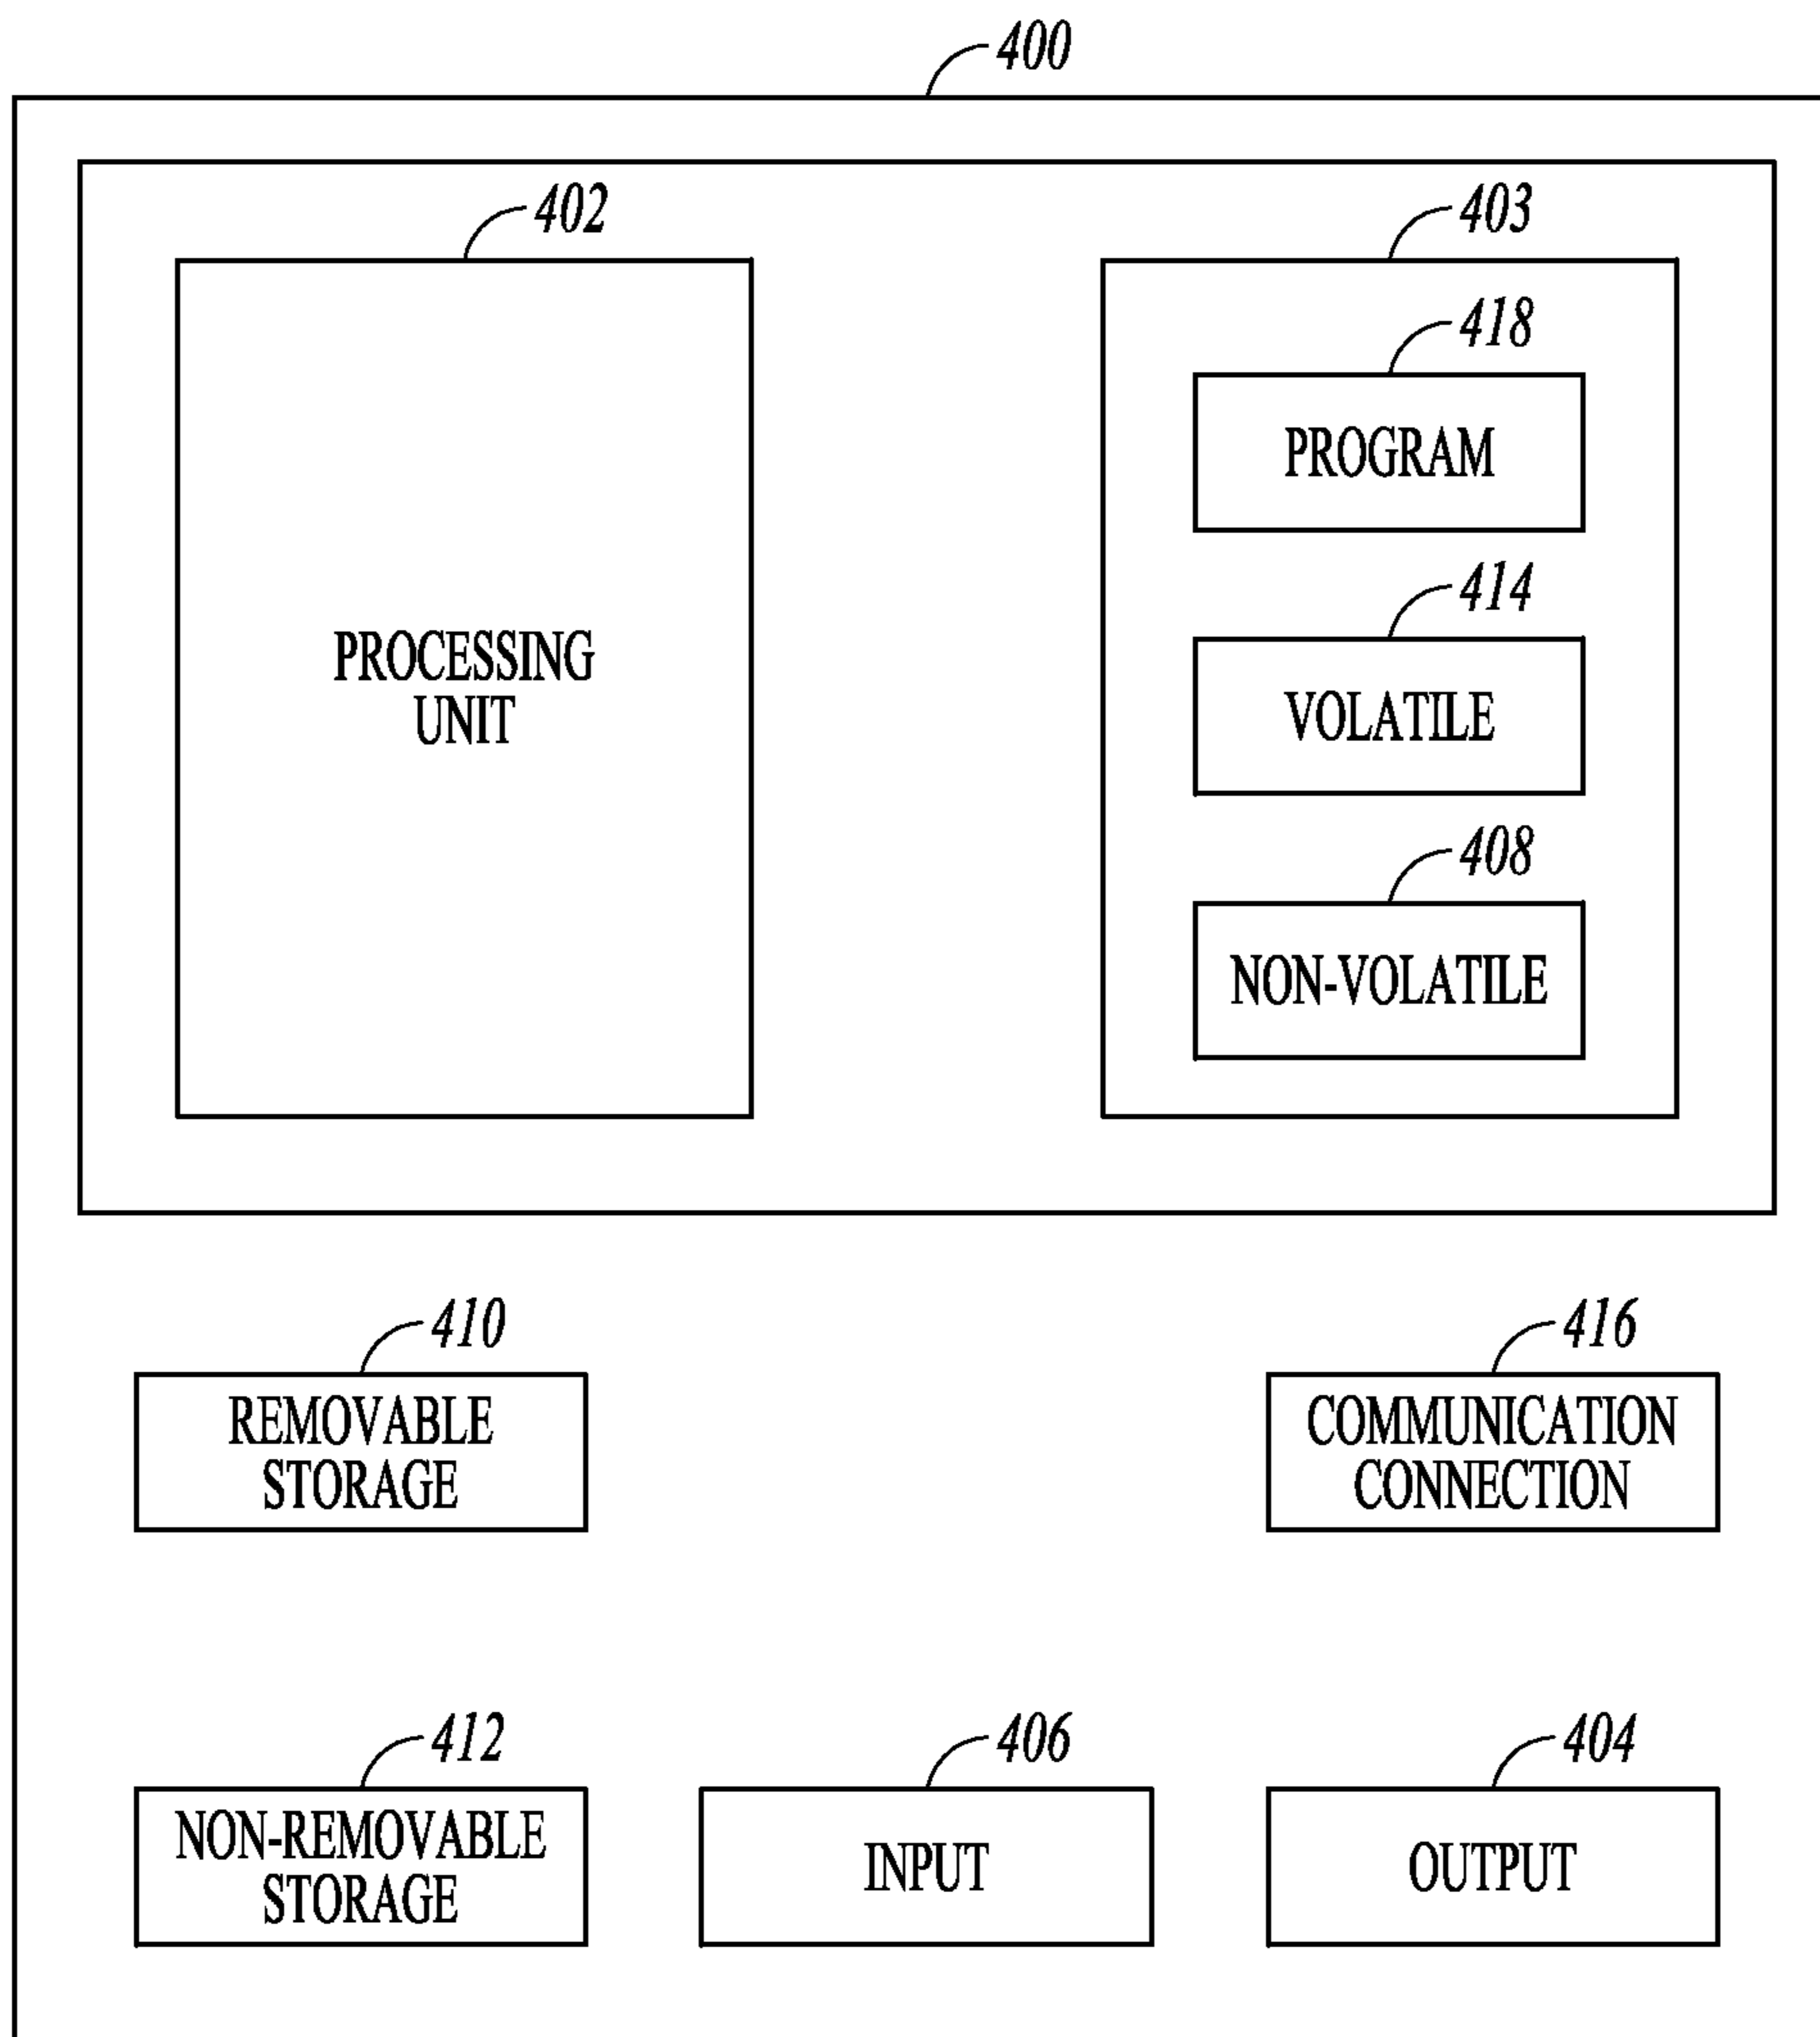 400
402
403
418
PROGRAM
414
PROCESSING
UNIT
VOLATILE
408
NON-VOLATILE
410
416
REMOVABLE
STORAGE
COMMUNICATION
CONNECTION
412
406
404
NON-REMOVABLE
STORAGE
INPUT
OUTPUT